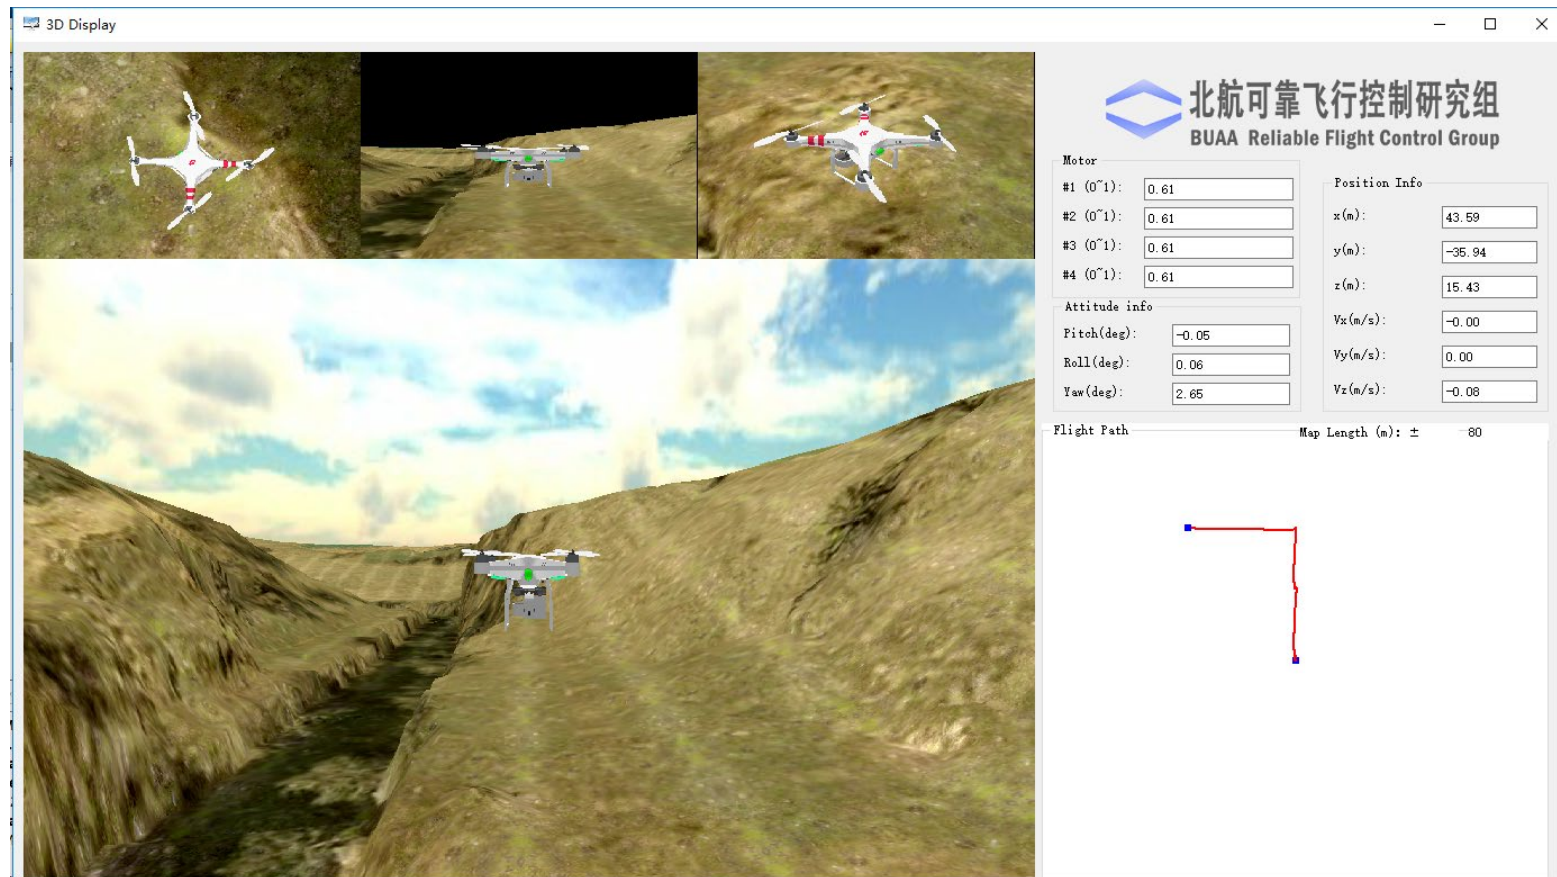 3D Display
北航可靠飞行控制研究组
BUAA Reliable Flight Control Group
Motor
#1 (0~1): 0.61
#2 (0~1): 0.61
#3 (0~1): 0.61
#4 (0~1): 0.61
Attitude info
Pitch(deg): -0.05
Roll(deg): 0.06
Yaw(deg): 2.65
Position Info
x(m): 43.59
y(m): -35.94
z(m): 15.43
Vx(m/s): -0.00
Vy(m/s): 0.00
Vz(m/s): -0.08
Flight Path
Map Length (m): ± 80